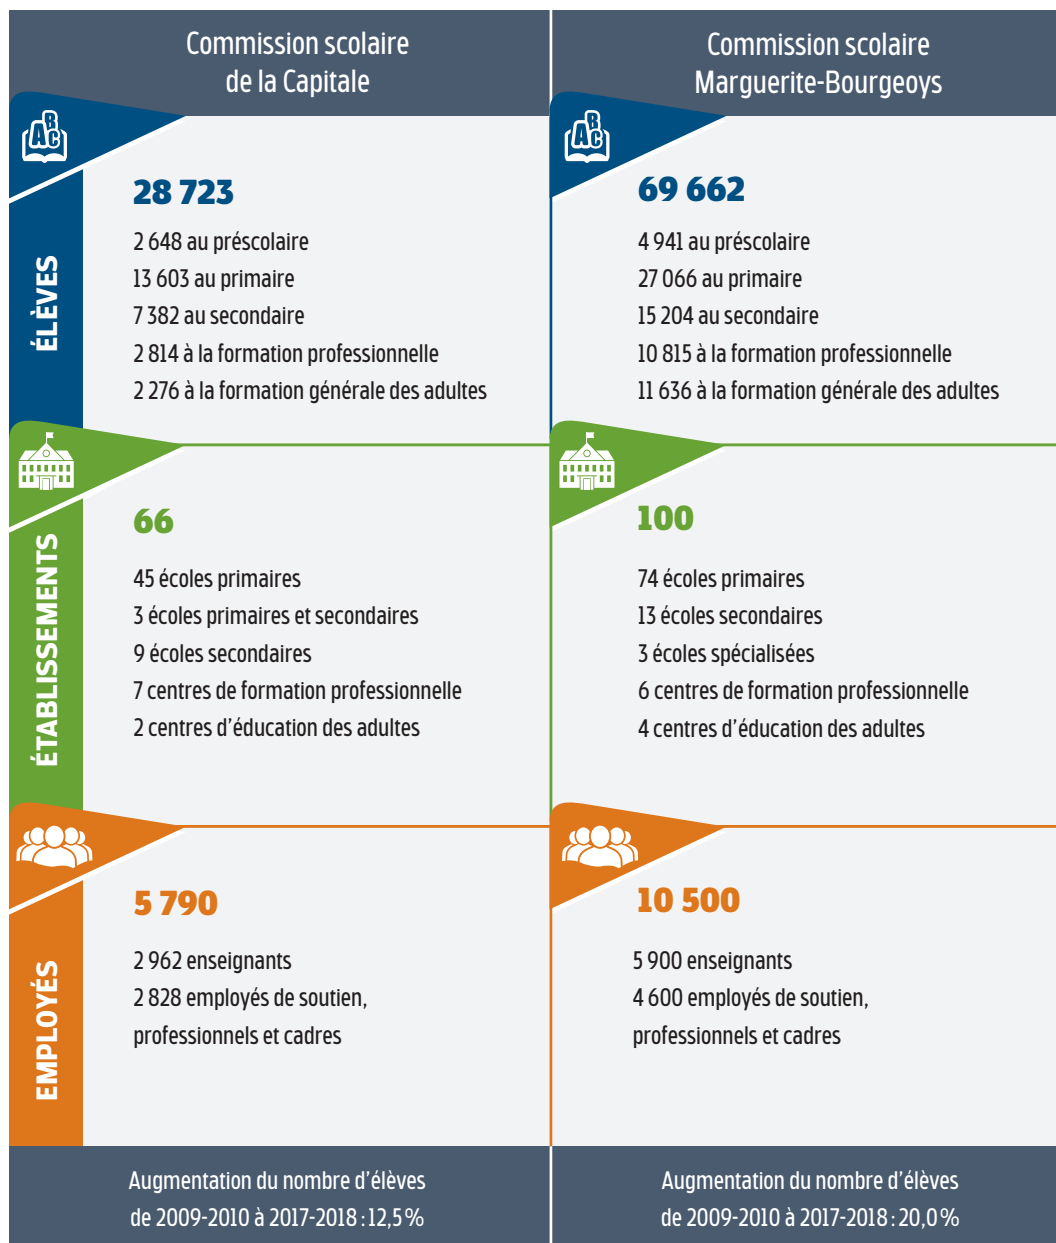 Commission scolaire
de la Capitale
Commission scolaire
Marguerite-Bourgeoys
ABC
ABC
ÉLÈVES
28 723
2 648 au préscolaire
13 603 au primaire
7 382 au secondaire
2 814 à la formation professionnelle
2 276 à la formation générale des adultes
69 662
4 941 au préscolaire
27 066 au primaire
15 204 au secondaire
10 815 à la formation professionnelle
11 636 à la formation générale des adultes
ÉTABLISSEMENTS
66
45 écoles primaires
3 écoles primaires et secondaires
9 écoles secondaires
7 centres de formation professionnelle
2 centres d’éducation des adultes
100
74 écoles primaires
13 écoles secondaires
3 écoles spécialisées
6 centres de formation professionnelle
4 centres d’éducation des adultes
EMPLOYÉS
5 790
2 962 enseignants
2 828 employés de soutien,
professionnels et cadres
10 500
5 900 enseignants
4 600 employés de soutien,
professionnels et cadres
Augmentation du nombre d’élèves
de 2009-2010 à 2017-2018 : 12,5 %
Augmentation du nombre d’élèves
de 2009-2010 à 2017-2018 : 20,0 %